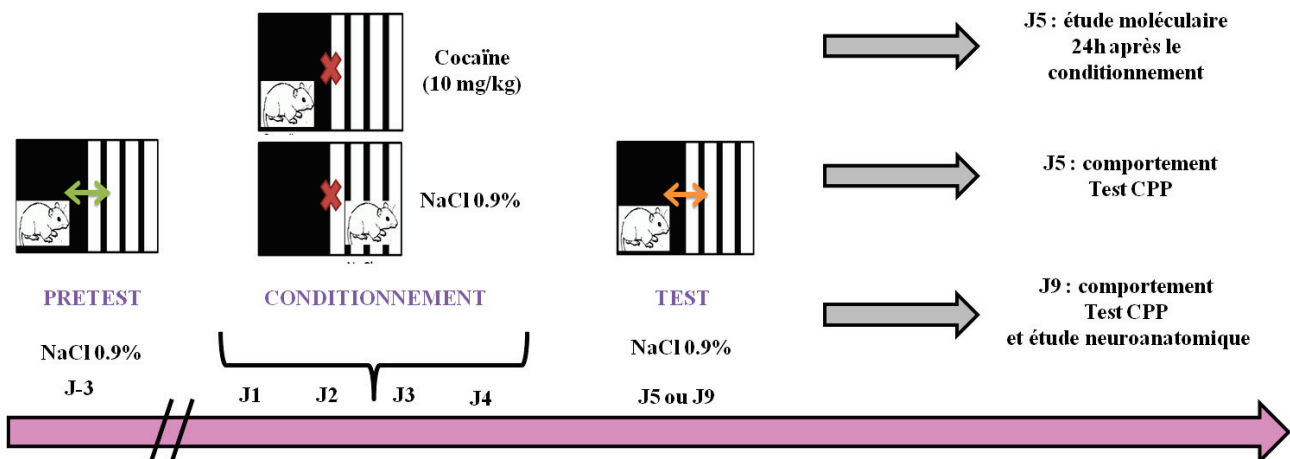 Cocaïne
(10 mg/kg)
NaCl 0.9%
PRETEST
CONDITIONNEMENT
TEST
NaCl 0.9%
NaCl 0.9%
J-3
J1
J2
J3
J4
J5 ou J9
J5 : étude moléculaire
24h après le
conditionnement
J5 : comportement
Test CPP
J9 : comportement
Test CPP
et étude neuroanatomique